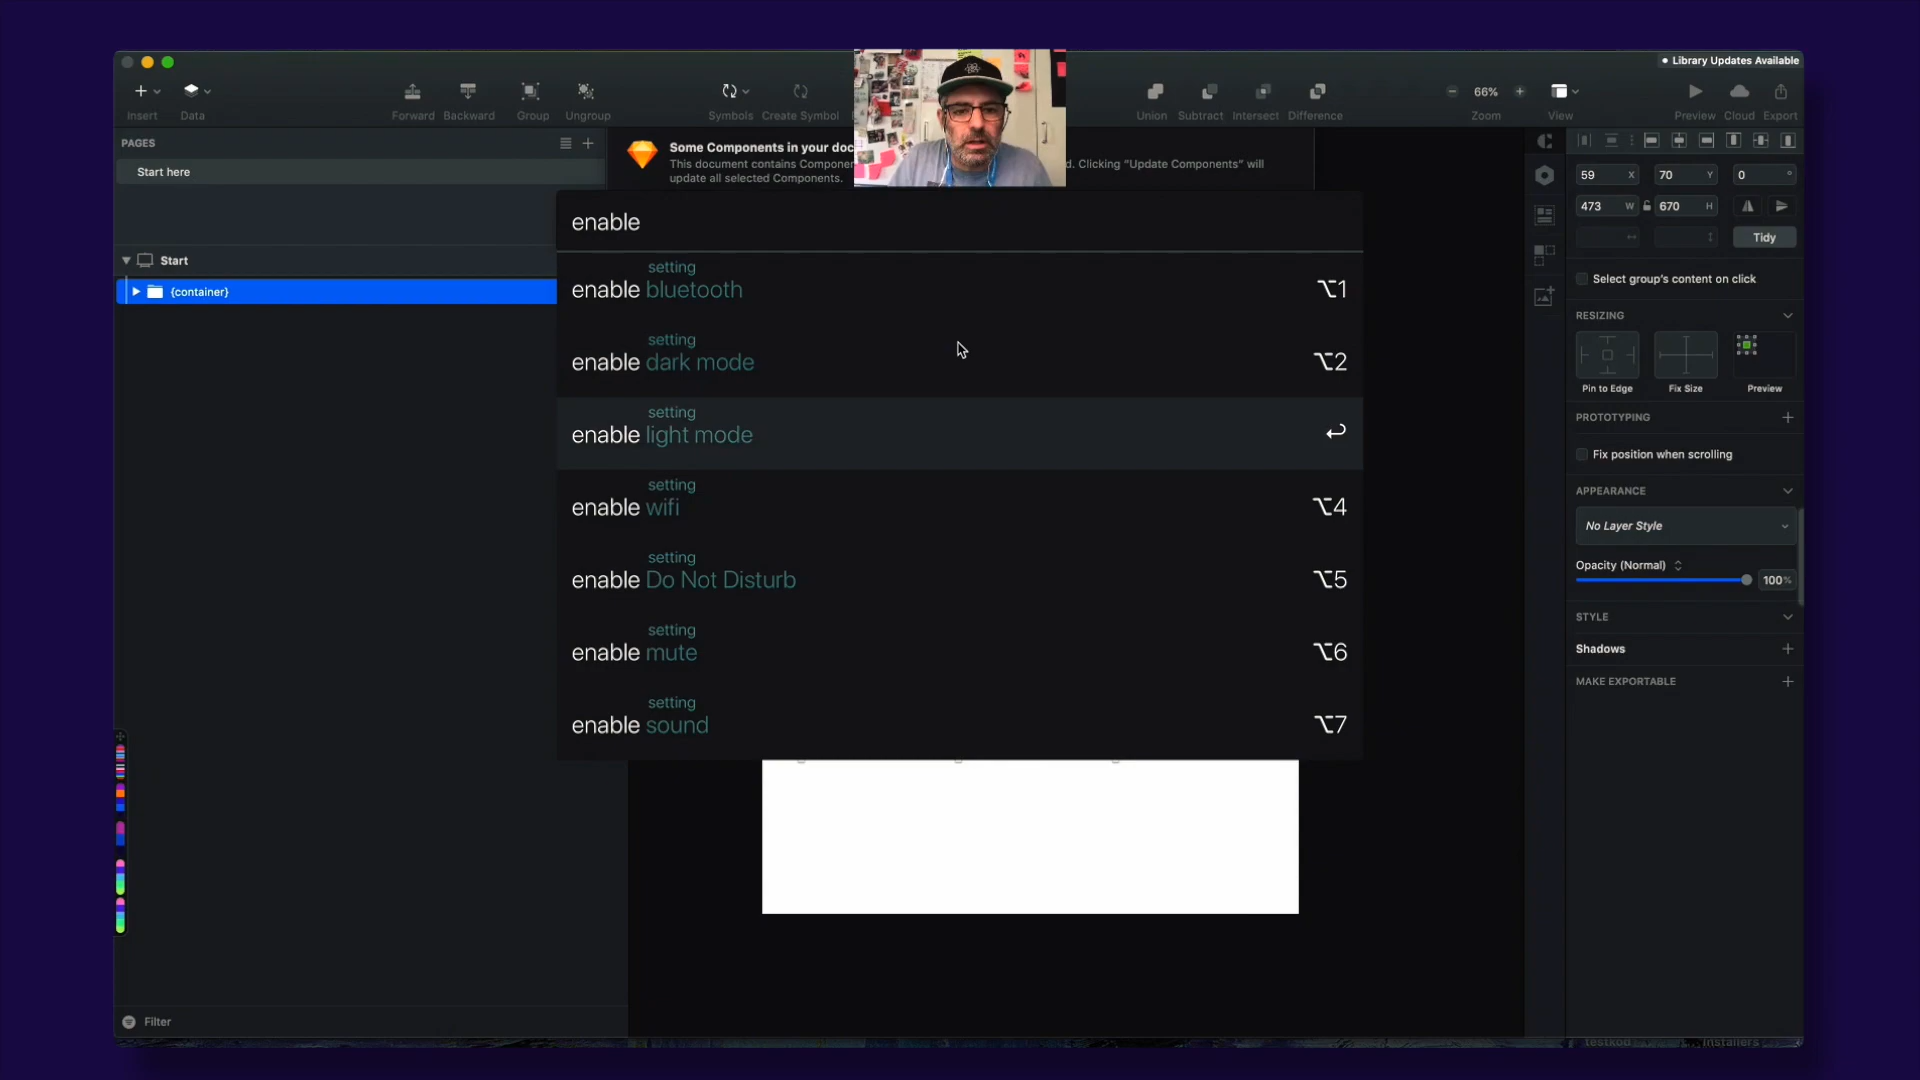 Library Updates Available
Insert Data Forward Backward Group Ungroup Symbols Create Symbol Union Subtract Intersect Difference 66% Zoom View Preview Cloud Export
PAGES
Start here
Start
{container}
Filter
Some Components in your doc
This document contains Componen d. Clicking “Update Components” will
update all selected Components.
enable
setting
enable bluetooth ⌥1
setting
enable dark mode ⌥2
setting
enable light mode ↩
setting
enable wifi ⌥4
setting
enable Do Not Disturb ⌥5
setting
enable mute ⌥6
setting
enable sound ⌥7
59 X 70 Y 0 °
473 W 670 H
Tidy
Select group's content on click
RESIZING
Pin to Edge Fix Size Preview
PROTOTYPING
Fix position when scrolling
APPEARANCE
No Layer Style
Opacity (Normal)
100%
STYLE
Shadows
MAKE EXPORTABLE
testkod Installers